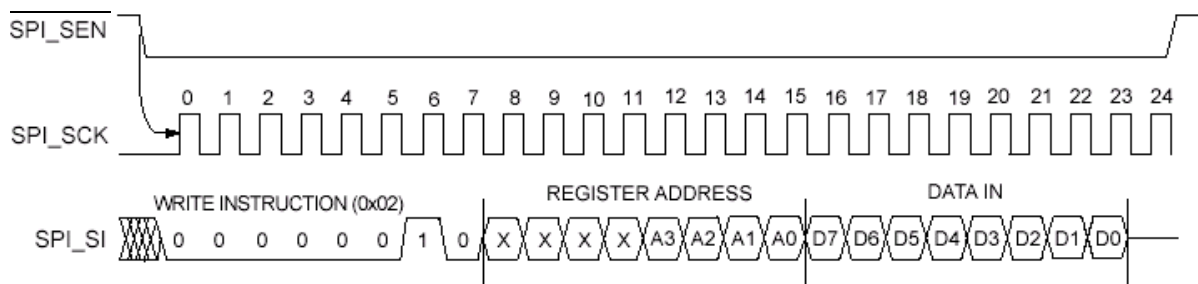 SPI_SEN
0 1 2 3 4 5 6 7 8 9 10 11 12 13 14 15 16 17 18 19 20 21 22 23 24
SPI_SCK
WRITE INSTRUCTION (0x02) REGISTER ADDRESS DATA IN
SPI_SI 0 0 0 0 0 0 1 0 X X X X A3 A2 A1 A0 D7 D6 D5 D4 D3 D2 D1 D0